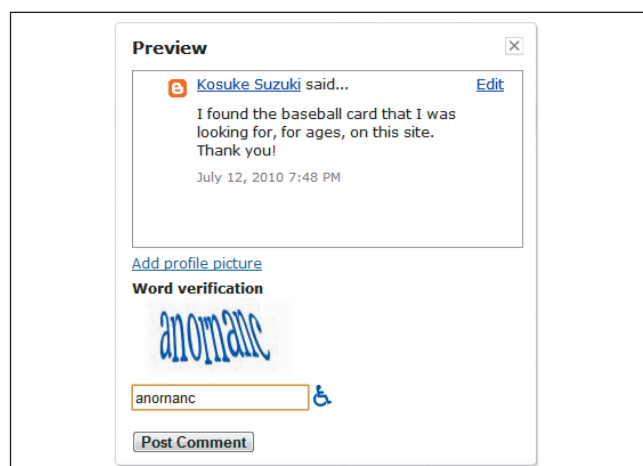 Preview
Kosuke Suzuki said... Edit
I found the baseball card that I was
looking for, for ages, on this site.
Thank you!
July 12, 2010 7:48 PM
Add profile picture
Word verification
anornanc
anornanc
Post Comment